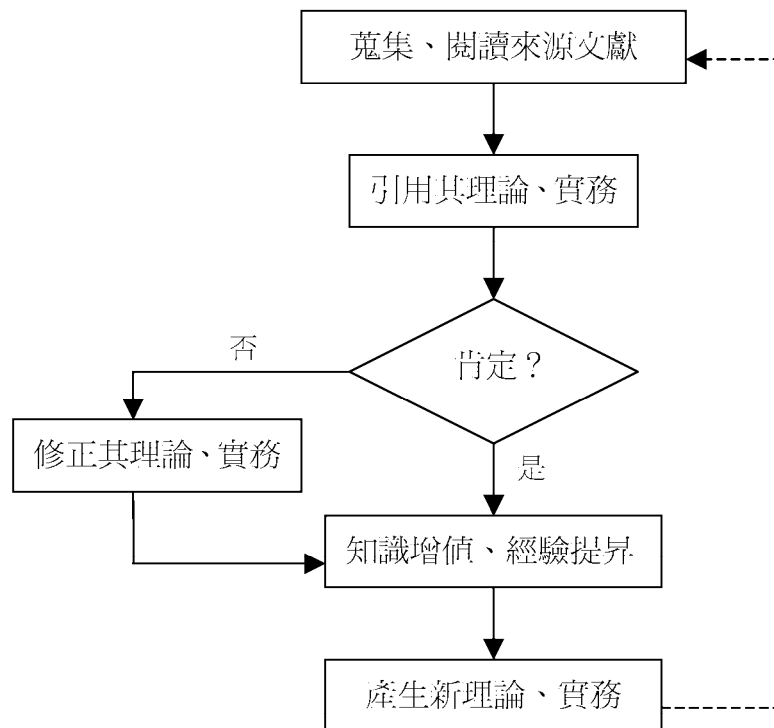 蒐集、閱讀來源文獻
引用其理論、實務
肯定？
否
修正其理論、實務
是
知識增值、經驗提昇
產生新理論、實務